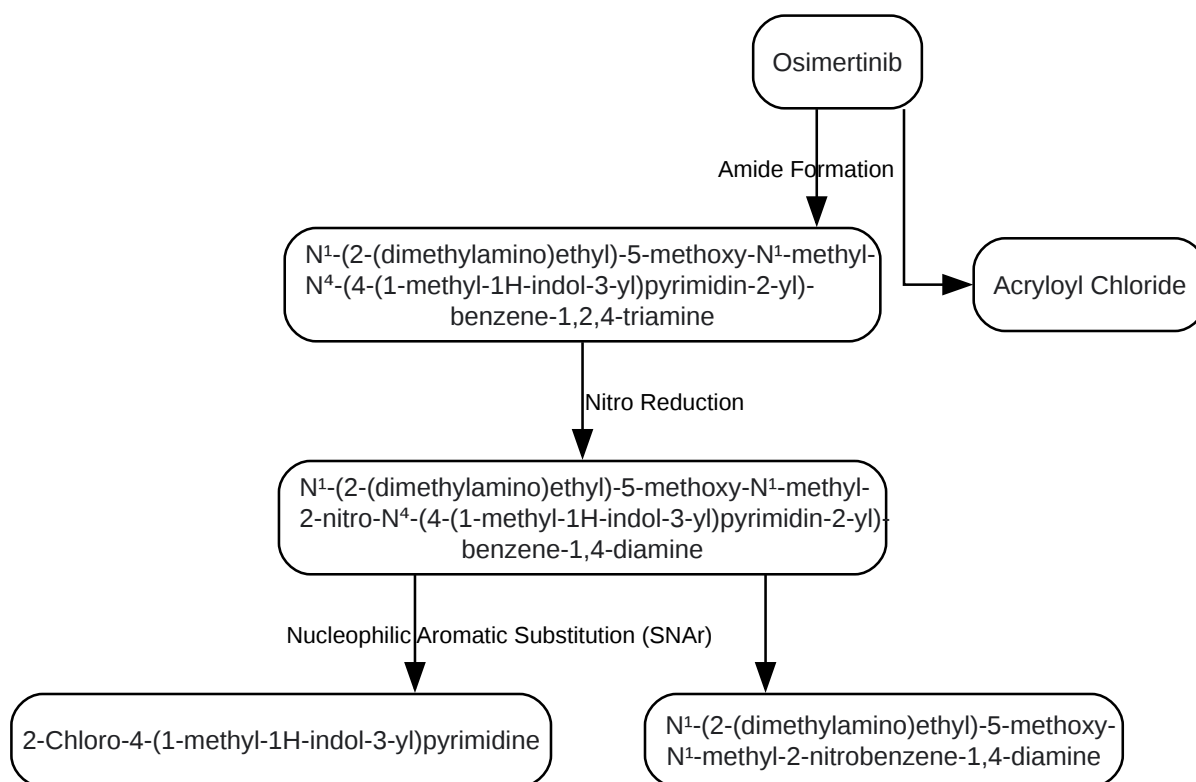 Osimertinib
Amide Formation
N¹-(2-(dimethylamino)ethyl)-5-methoxy-N¹-methyl-
N⁴-(4-(1-methyl-1H-indol-3-yl)pyrimidin-2-yl)-
benzene-1,2,4-triamine
Acryloyl Chloride
Nitro Reduction
N¹-(2-(dimethylamino)ethyl)-5-methoxy-N¹-methyl-
2-nitro-N⁴-(4-(1-methyl-1H-indol-3-yl)pyrimidin-2-yl)-
benzene-1,4-diamine
Nucleophilic Aromatic Substitution (SNAr)
2-Chloro-4-(1-methyl-1H-indol-3-yl)pyrimidine
N¹-(2-(dimethylamino)ethyl)-5-methoxy-
N¹-methyl-2-nitrobenzene-1,4-diamine